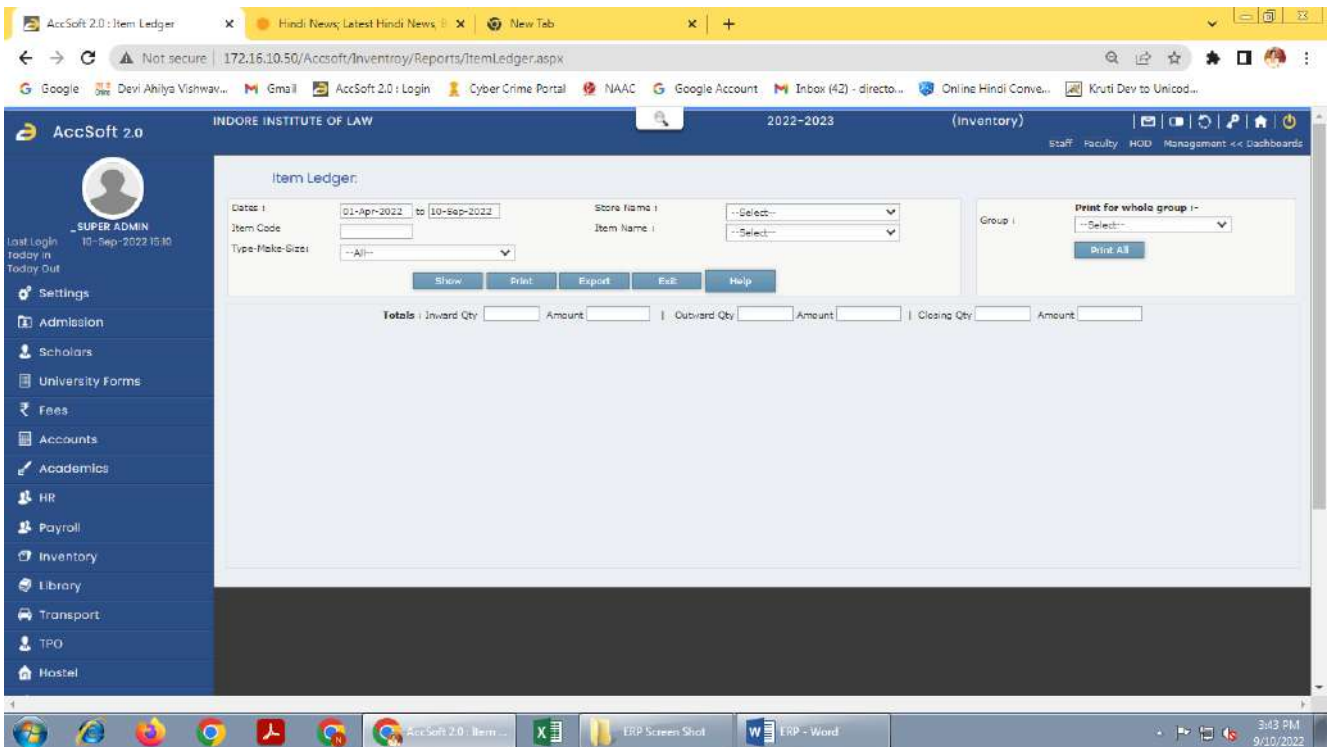 AccSoft 2.0 : Item Ledger
Hindi News; Latest Hindi News,
New Tab
Not secure | 172.16.10.50/Accsoft/Inventroy/Reports/ItemLedger.aspx
Google
Devi Ahilya Vishwav...
Gmail
AccSoft 2.0 : Login
Cyber Crime Portal
NAAC
Google Account
Inbox (42) - directo...
Online Hindi Conve...
Kruti Dev to Unicod...
AccSoft 2.0
INDORE INSTITUTE OF LAW
2022-2023
(Inventory)
Staff Faculty HOD Management << Dashboards
_SUPER ADMIN
Last Login 10-Sep-2022 15:10
Today In
Today Out
Settings
Admission
Scholars
University Forms
Fees
Accounts
Academics
HR
Payroll
Inventory
Library
Transport
TPO
Hostel
Item Ledger:
Dates : 01-Apr-2022 to 10-Sep-2022 Store Name : --Select--
Item Code Item Name : --Select--
Type-Make-Size: --All--
Show Print Export Exit Help
Print for whole group :-
Group : --Select--
Print All
Totals : Inward Qty Amount | Outward Qty Amount | Closing Qty Amount
AccSoft 2.0 : Item ...
ERP Screen Shot
ERP - Word
3:43 PM
9/10/2022